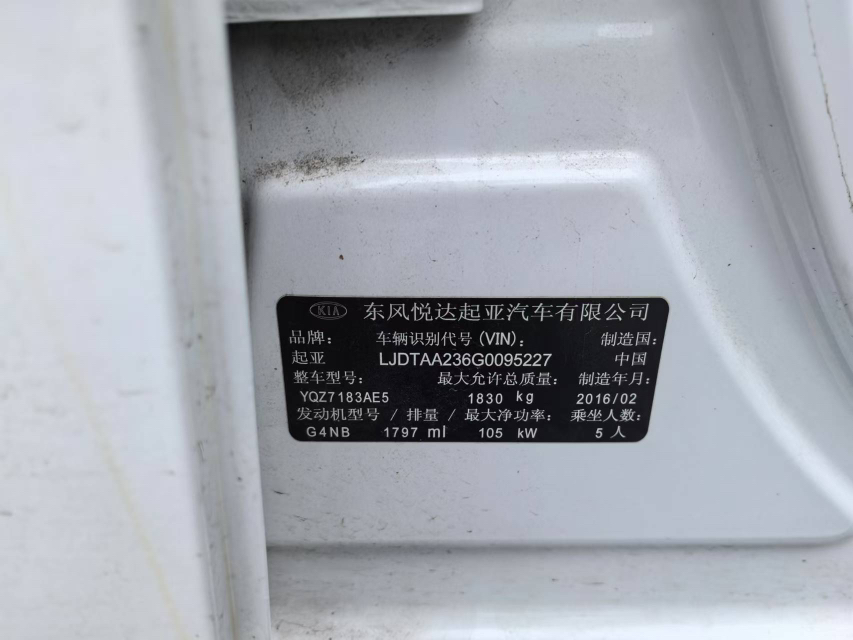 KIA 东风悦达起亚汽车有限公司
品牌: 车辆识别代号(VIN): 制造国:
起亚 LJDTAA236G0095227 中国
整车型号: 最大允许总质量: 制造年月:
YQZ7183AE5 1830 kg 2016/02
发动机型号 / 排量 / 最大净功率: 乘坐人数:
G4NB 1797 ml 105 kW 5 人